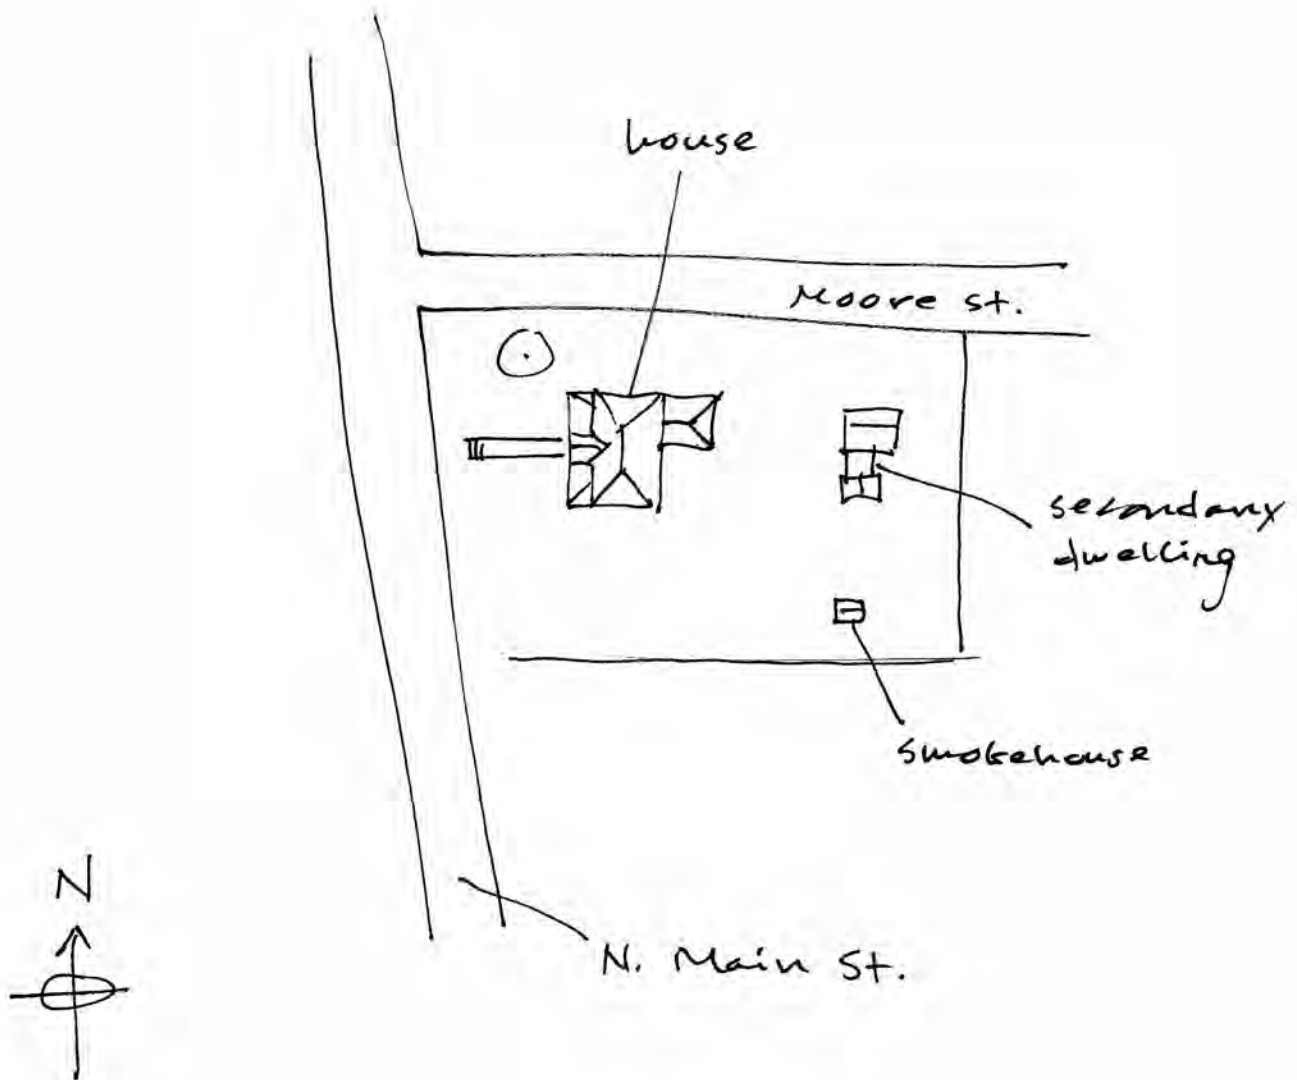 house
Moore St.
secondary
dwelling
smokehouse
N
N. Main St.